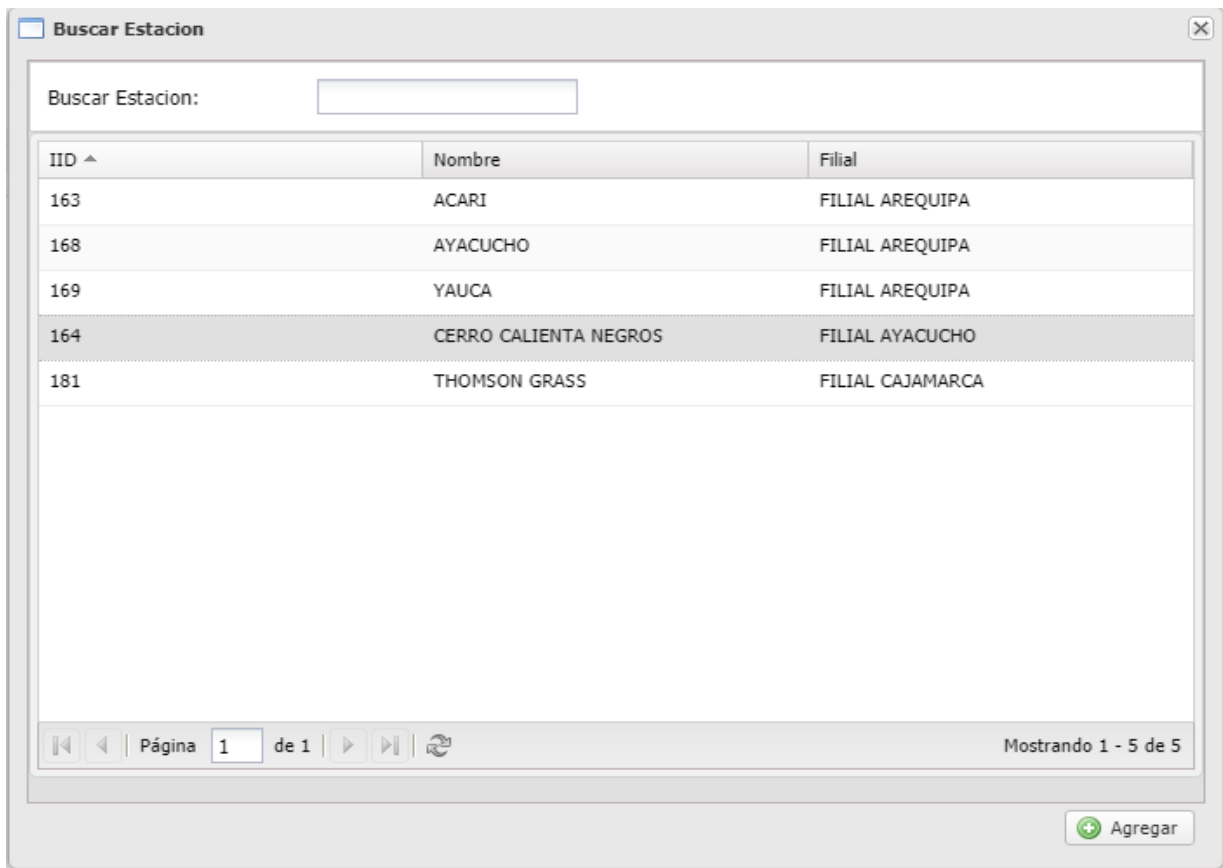 Buscar Estacion
Buscar Estacion:
IID Nombre Filial
163 ACARI FILIAL AREQUIPA
168 AYACUCHO FILIAL AREQUIPA
169 YAUCA FILIAL AREQUIPA
164 CERRO CALIENTA NEGROS FILIAL AYACUCHO
181 THOMSON GRASS FILIAL CAJAMARCA
Página 1 de 1 Mostrando 1 - 5 de 5
Agregar